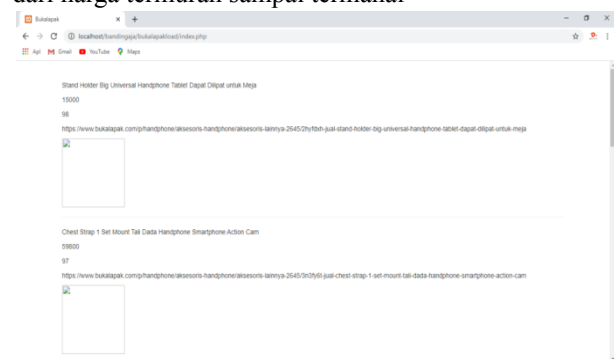 dari harga termurah sampai termahal
Bukalapak
localhost/bandingaja/bukalapakload/index.php
Apl Gmail YouTube Maps
Stand Holder Big Universal Handphone Tablet Dapat Dilipat untuk Meja
15000
98
https://www.bukalapak.com/p/handphone/aksesoris-handphone/aksesoris-lainnya-2645/2hyfdxh-jual-stand-holder-big-universal-handphone-tablet-dapat-dilipat-untuk-meja
Chest Strap 1 Set Mount Tali Dada Handphone Smartphone Action Cam
59800
97
https://www.bukalapak.com/p/handphone/aksesoris-handphone/aksesoris-lainnya-2645/3n3fy6l-jual-chest-strap-1-set-mount-tali-dada-handphone-smartphone-action-cam